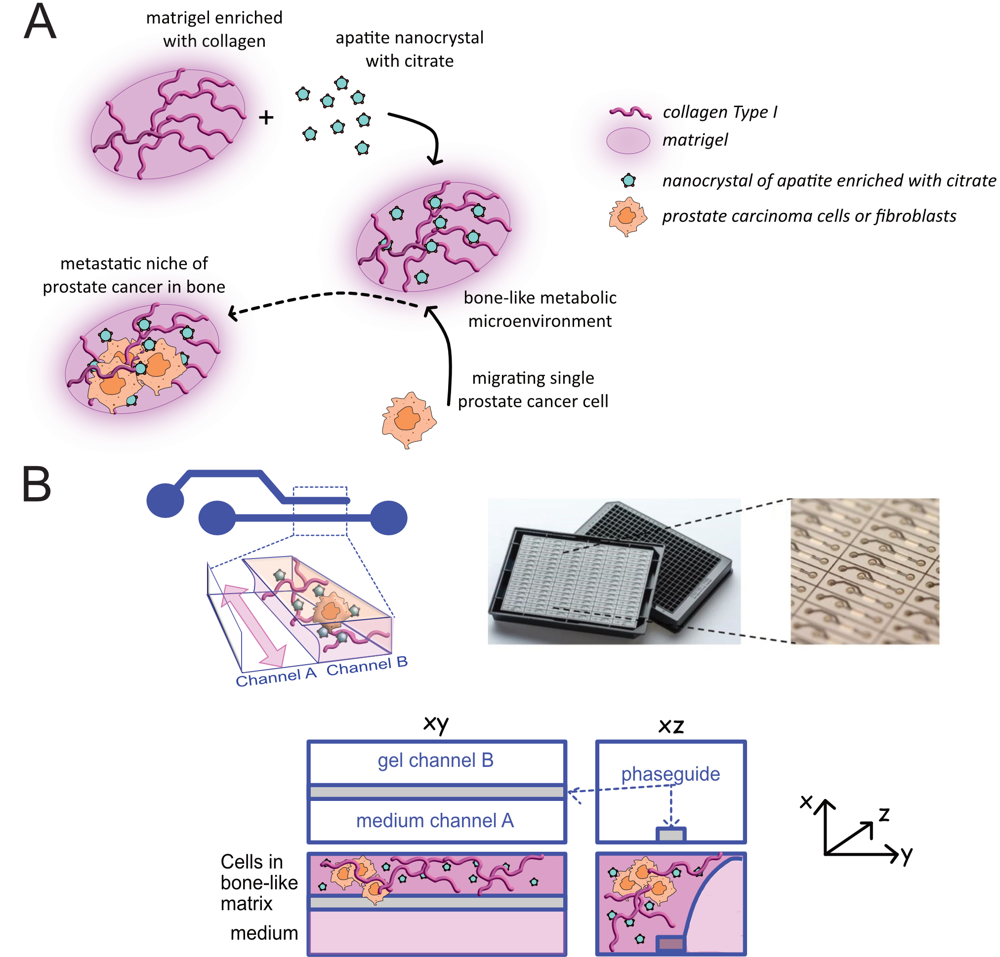 A
matrigel enriched
with collagen
apatite nanocrystal
with citrate
+
collagen Type I
matrigel
nanocrystal of apatite enriched with citrate
prostate carcinoma cells or fibroblasts
metastatic niche of
prostate cancer in bone
bone-like metabolic
microenvironment
migrating single
prostate cancer cell
B
Channel A
Channel B
xy
xz
gel channel B
phaseguide
medium channel A
x
z
y
Cells in
bone-like
matrix
medium